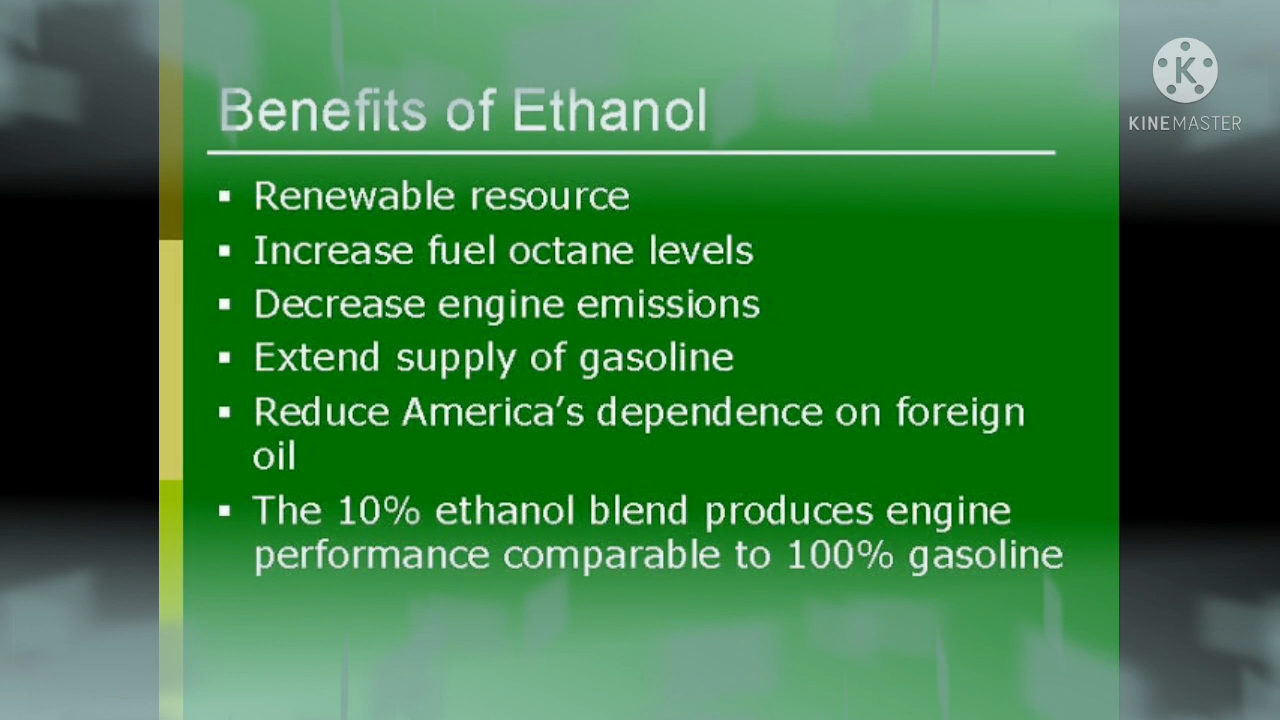 Benefits of Ethanol
KINEMASTER
▪ Renewable resource
▪ Increase fuel octane levels
▪ Decrease engine emissions
▪ Extend supply of gasoline
▪ Reduce America’s dependence on foreign
oil
▪ The 10% ethanol blend produces engine
performance comparable to 100% gasoline